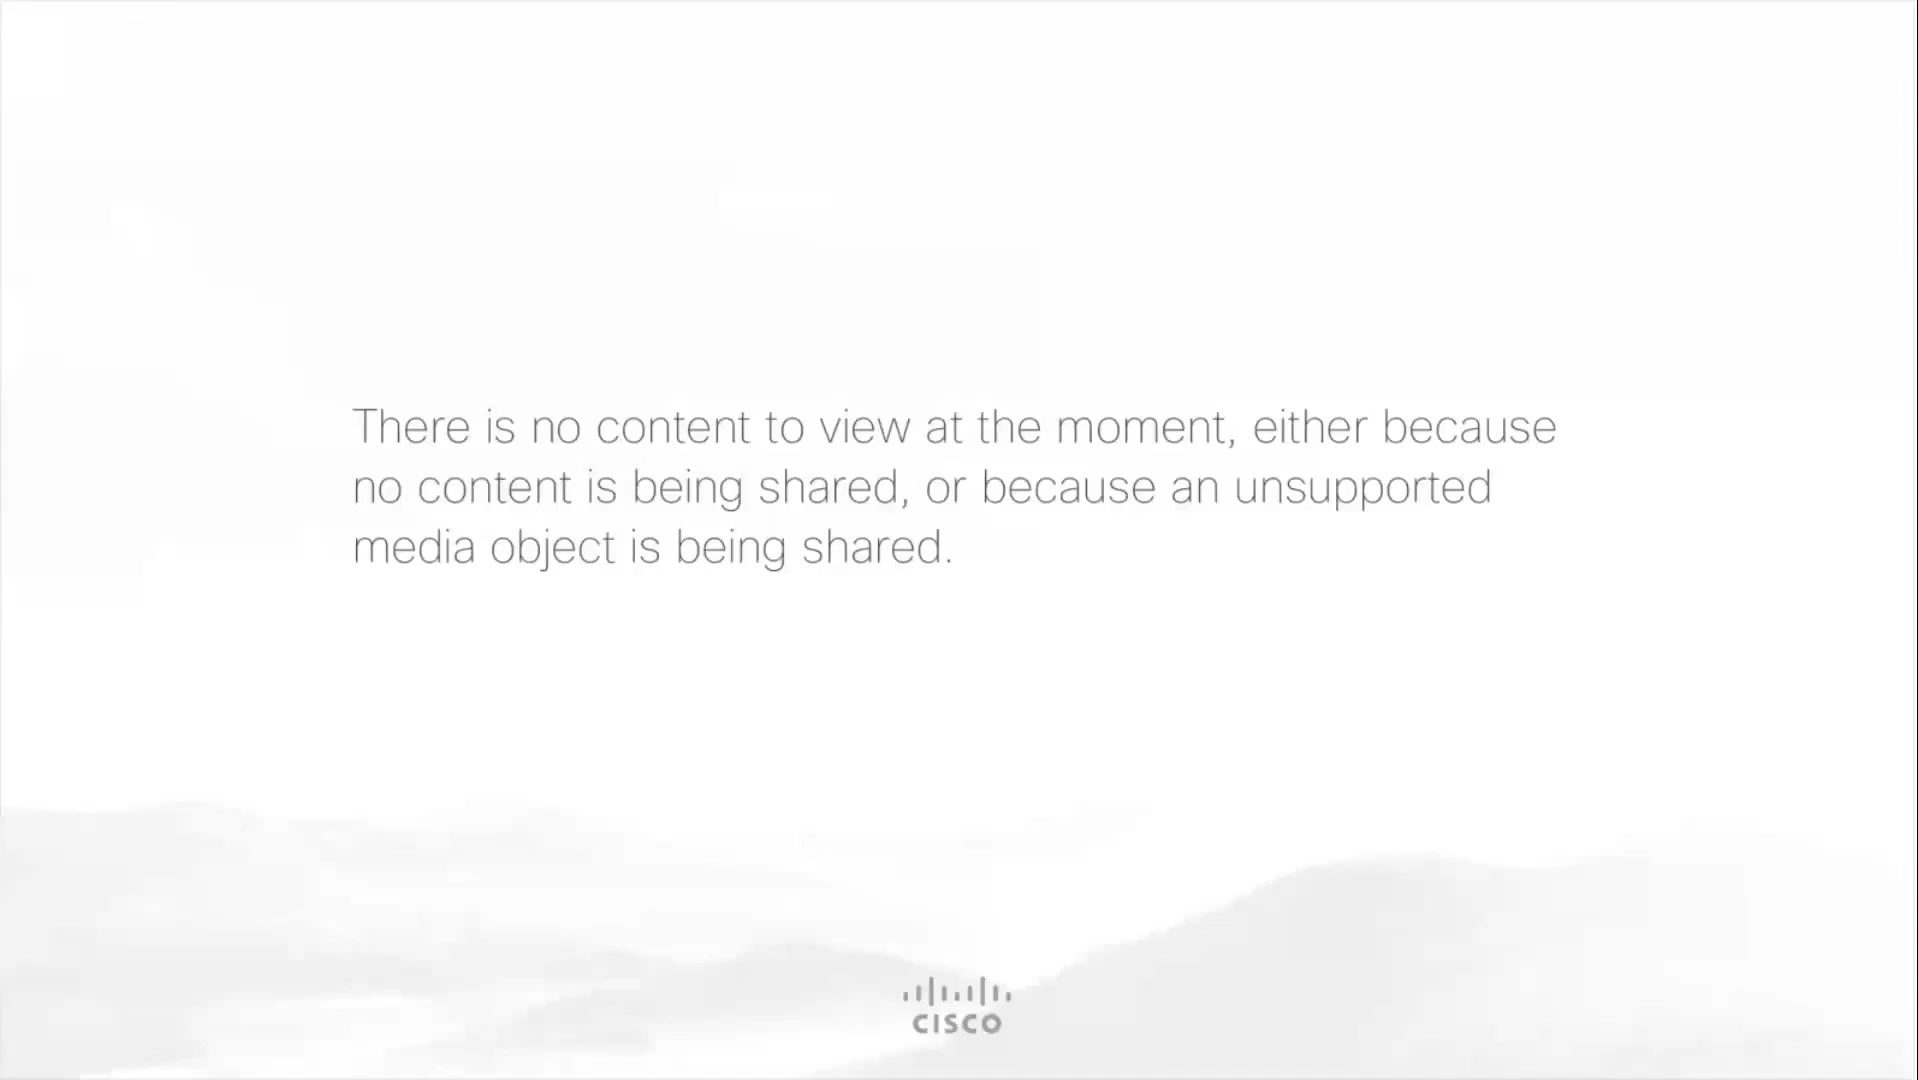 There is no content to view at the moment, either because
no content is being shared, or because an unsupported
media object is being shared.
CISCO